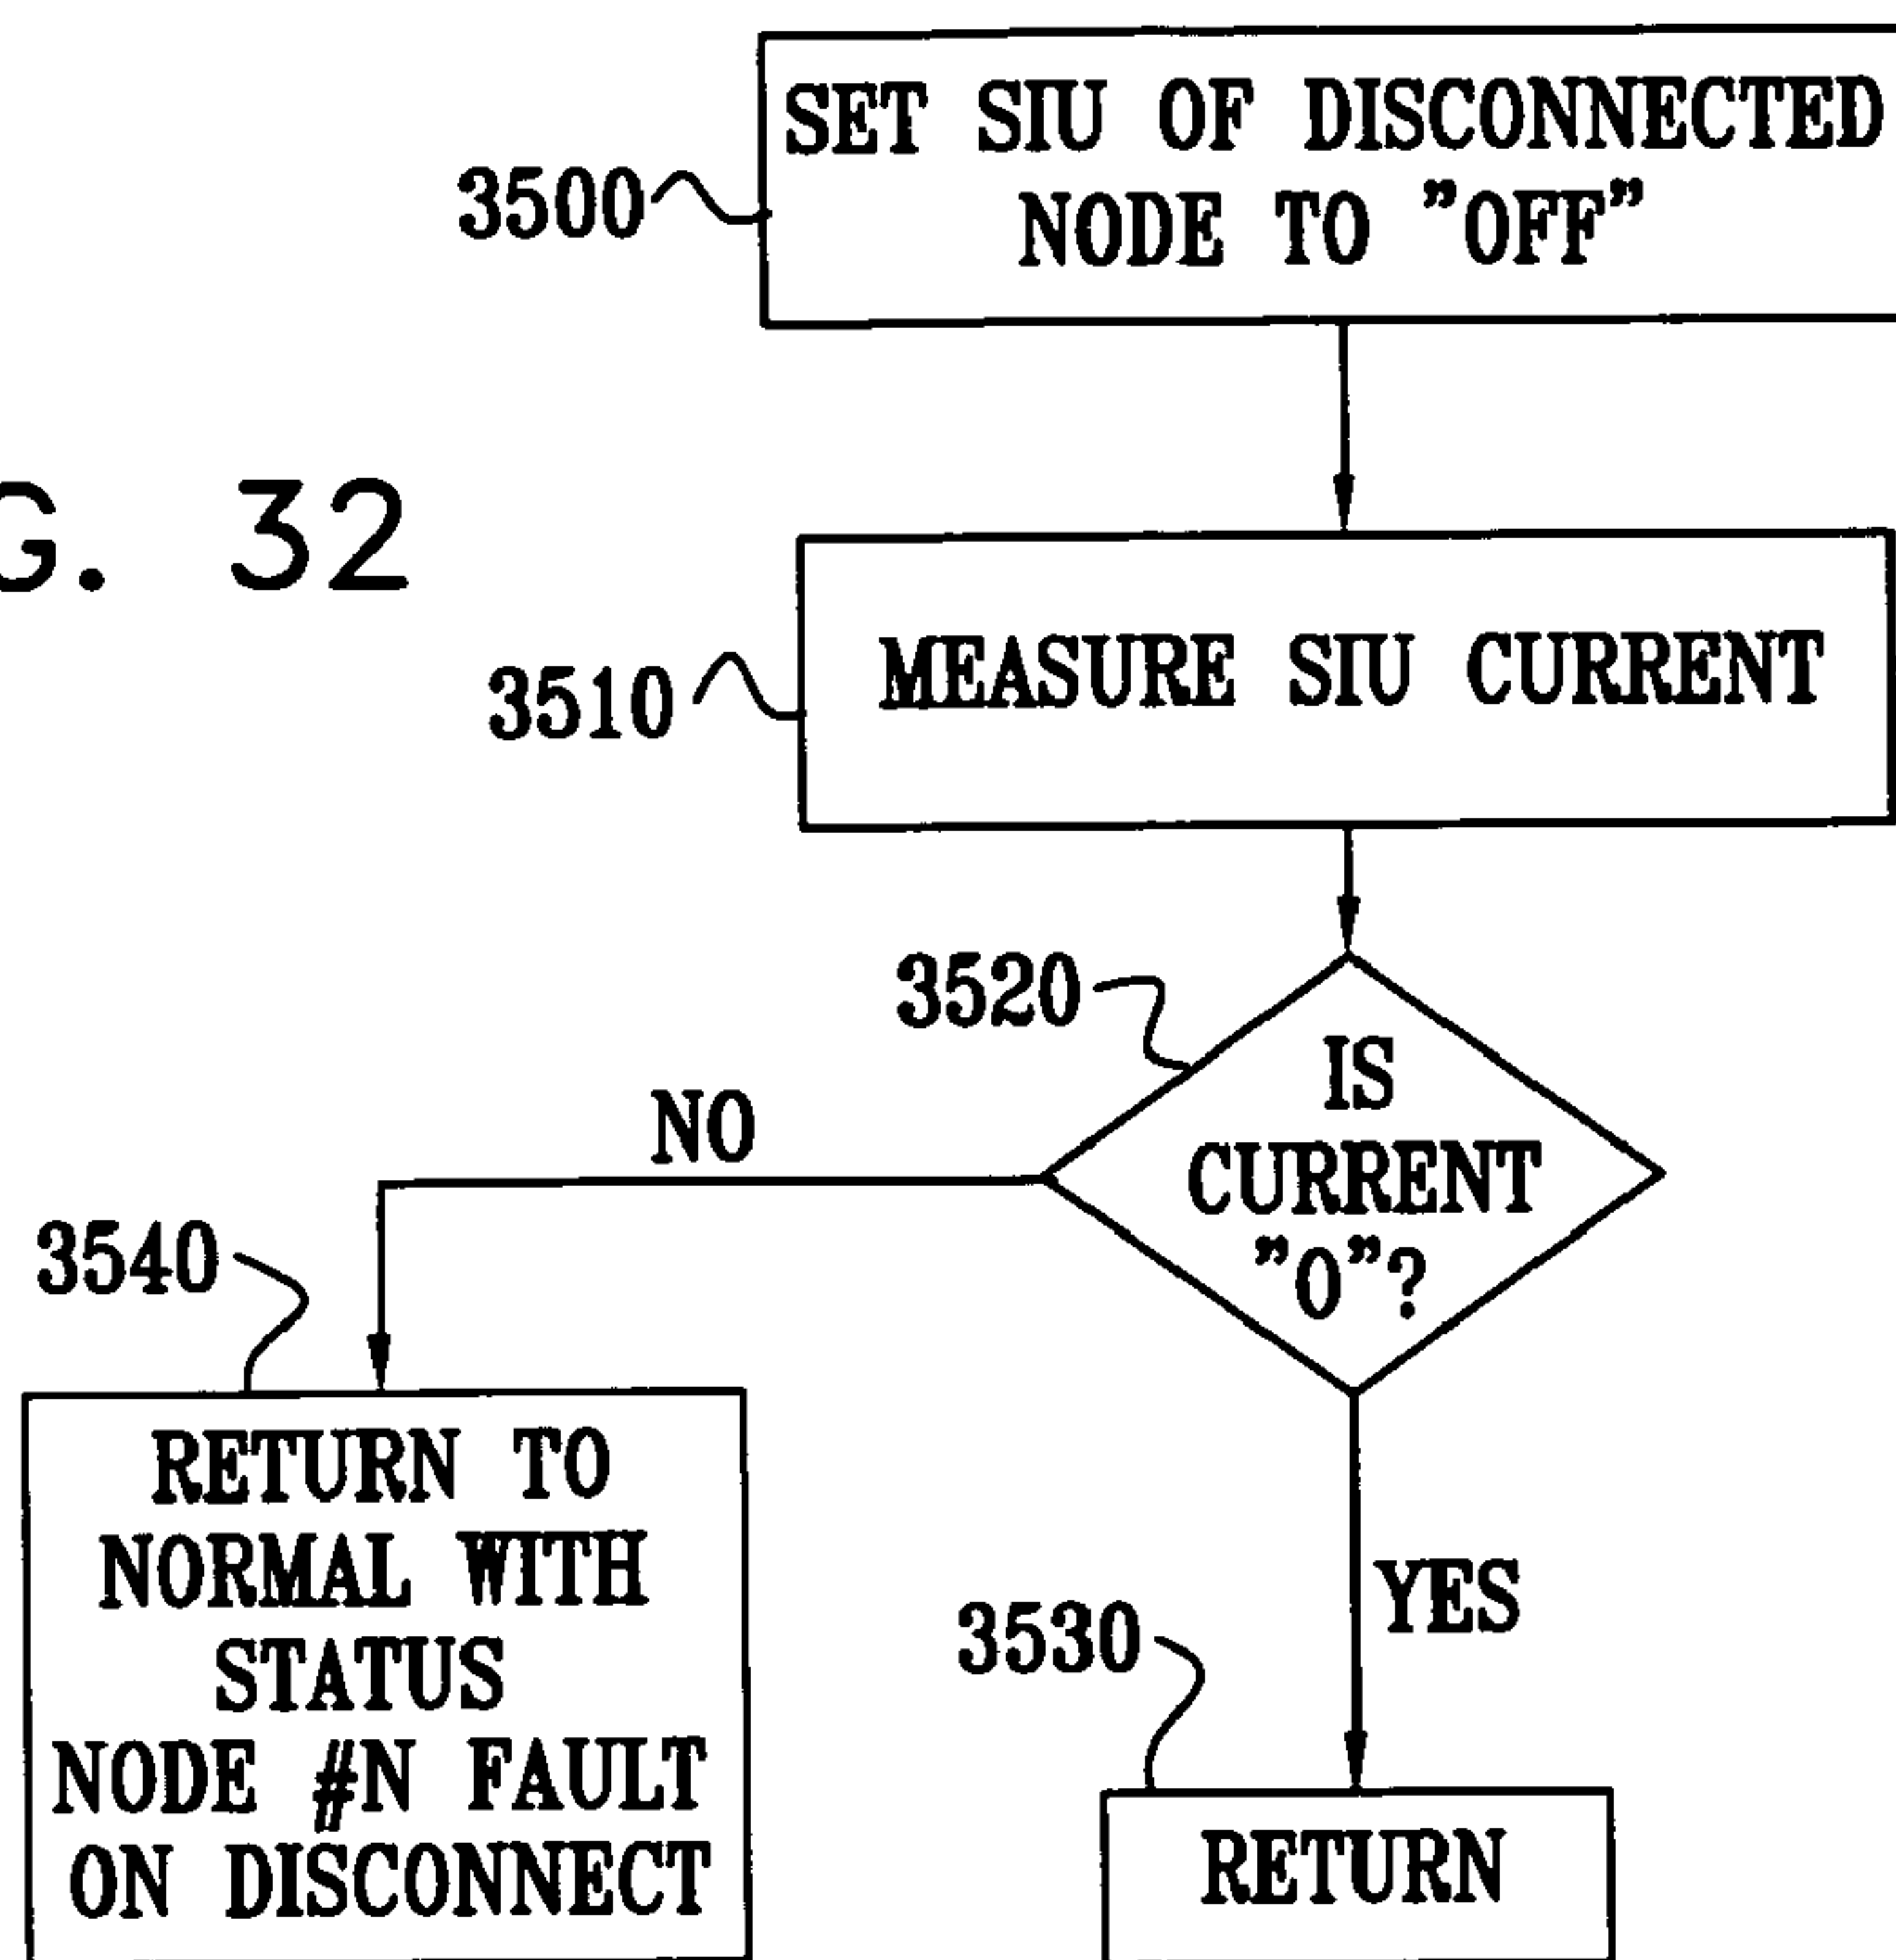 SET SIU OF DISCONNECTED
NODE TO "OFF"
3500
G. 32
MEASURE SIU CURRENT
3510
3520
IS
CURRENT
"0"?
NO
3540
RETURN TO
NORMAL WITH
STATUS
NODE #N FAULT
ON DISCONNECT
YES
3530
RETURN